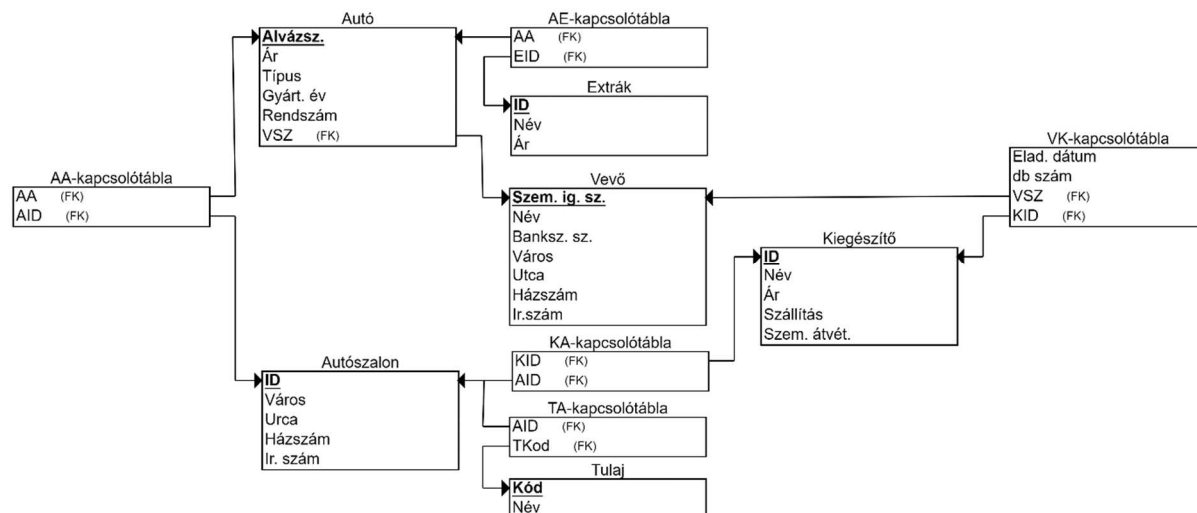 Autó
Alvázsz.
Ár
Típus
Gyárt. év
Rendszám
VSZ (FK)
AE-kapcsolótábla
AA (FK)
EID (FK)
Extrák
ID
Név
Ár
VK-kapcsolótábla
Elad. dátum
db szám
VSZ (FK)
KID (FK)
AA-kapcsolótábla
AA (FK)
AID (FK)
Vevő
Szem. ig. sz.
Név
Banksz. sz.
Város
Utca
Házszám
Ir.szám
Kiegészítő
ID
Név
Ár
Szállítás
Szem. átvét.
KA-kapcsolótábla
KID (FK)
AID (FK)
Autószalon
ID
Város
Urca
Házszám
Ir. szám
TA-kapcsolótábla
AID (FK)
TKod (FK)
Tulaj
Kód
Név